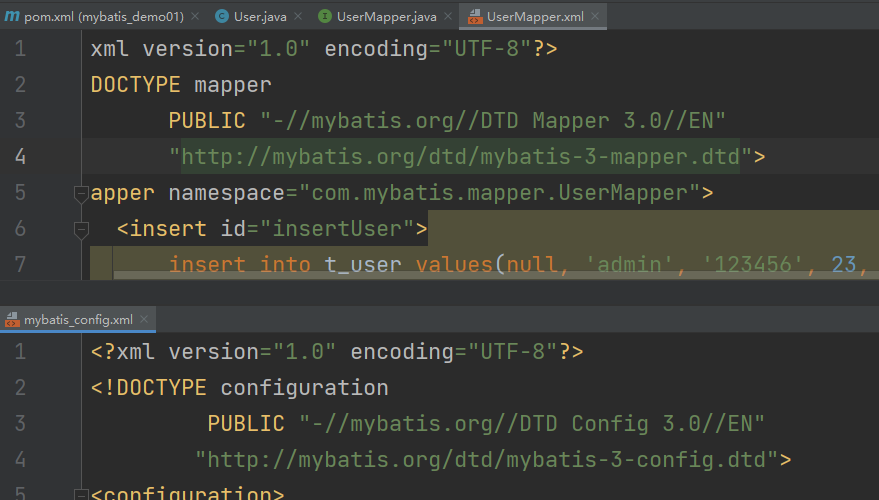 pom.xml (mybatis_demo01) × User.java × UserMapper.java × UserMapper.xml ×
1 xml version="1.0" encoding="UTF-8"?>
2 DOCTYPE mapper
3 PUBLIC "-//mybatis.org//DTD Mapper 3.0//EN"
4 "http://mybatis.org/dtd/mybatis-3-mapper.dtd">
5 apper namespace="com.mybatis.mapper.UserMapper">
6 <insert id="insertUser">
7 insert into t_user values(null, 'admin', '123456', 23,
mybatis_config.xml ×
1 <?xml version="1.0" encoding="UTF-8"?>
2 <!DOCTYPE configuration
3 PUBLIC "-//mybatis.org//DTD Config 3.0//EN"
4 "http://mybatis.org/dtd/mybatis-3-config.dtd">
5 <configuration>